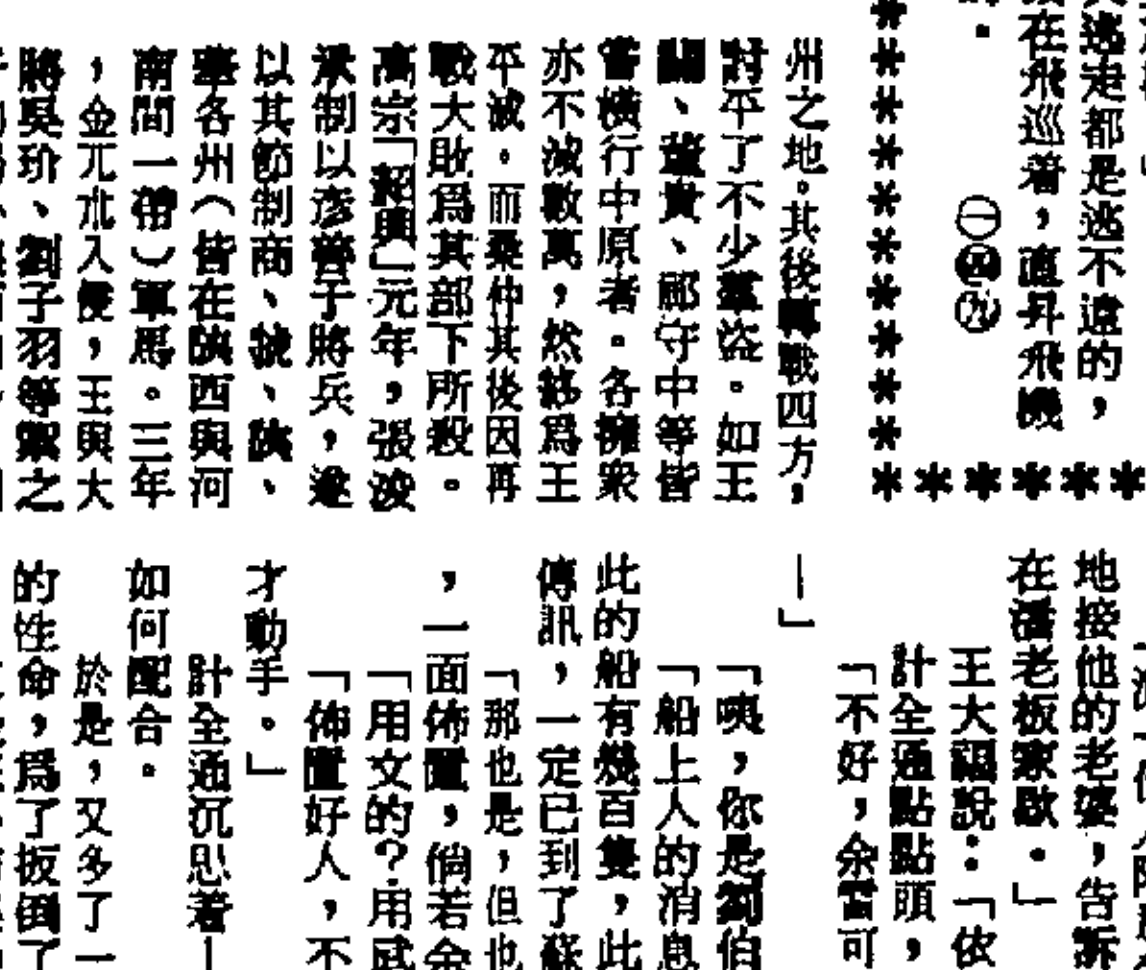 逃走都是逃不遠的，
在飛巡着，直昇飛機
㊀㊃㊈
＊＊＊＊＊＊＊＊＊＊
＊＊＊＊＊
州之地。其後轉戰四方，
討平了不少羣盜。如王
闢、董貴、郦守中等皆
嘗橫行中原者。各擁衆
亦不減數萬，然務爲王
平滅。而桑仲其後因再
戰大敗爲其部下所殺。
高宗「紹興」元年，張浚
承制以彥督于將兵，遂
以其節制商、虢、陝、
華各州（皆在陝西與河
南間一帶）軍馬。三年
，金兀朮入侵，王與大
將吳玠、劉子羽等禦之
地接他的老婆，告訴
在潘老板家歇。」
王大認說：「依
計全通點點頭，
「不好，余雷可
—」
「噢，你是劉伯
「船上人的消息
此的船有幾百隻，此
傳訊，一定已到了蘇
「那也是，但也
，一面佈置，倘若余
「用文的？用武
「佈置好人，不
才動手。」
計全通沉思着—
如何配合。
於是，又多了一
的性命，爲了扳倒了